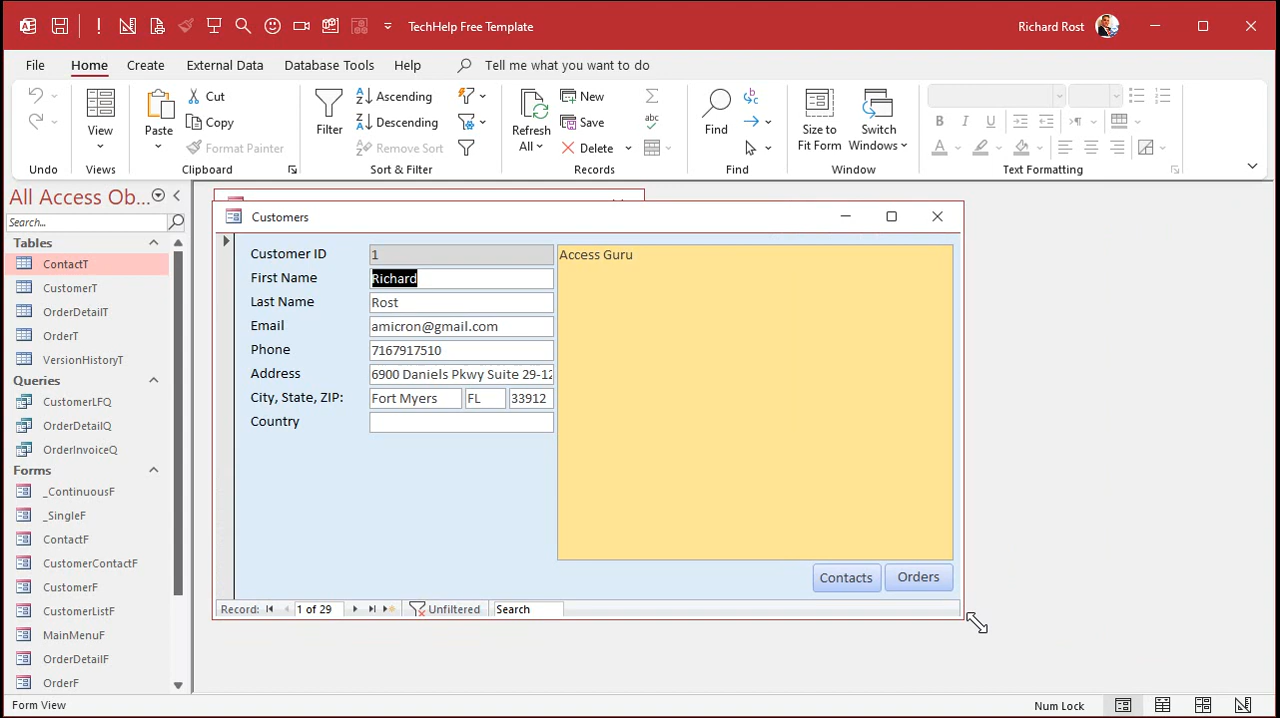 TechHelp Free Template
Richard Rost
File Home Create External Data Database Tools Help Tell me what you want to do
View
Views
Undo
Paste
Cut
Copy
Format Painter
Clipboard
Filter
Ascending
Descending
Remove Sort
Sort & Filter
Refresh
All
New
Save
Delete
Records
Find
Find
Size to
Fit Form
Switch
Windows
Window
B I U
A
Text Formatting
All Access Ob...
Search...
Tables
ContactT
CustomerT
OrderDetailT
OrderT
VersionHistoryT
Queries
CustomerLFQ
OrderDetailQ
OrderInvoiceQ
Forms
_ContinuousF
_SingleF
ContactF
CustomerContactF
CustomerF
CustomerListF
MainMenuF
OrderDetailF
OrderF
Customers
Customer ID 1
First Name Richard
Last Name Rost
Email amicron@gmail.com
Phone 7167917510
Address 6900 Daniels Pkwy Suite 29-12
City, State, ZIP: Fort Myers FL 33912
Country
Access Guru
Contacts Orders
Record: 1 of 29 Unfiltered Search
Form View
Num Lock